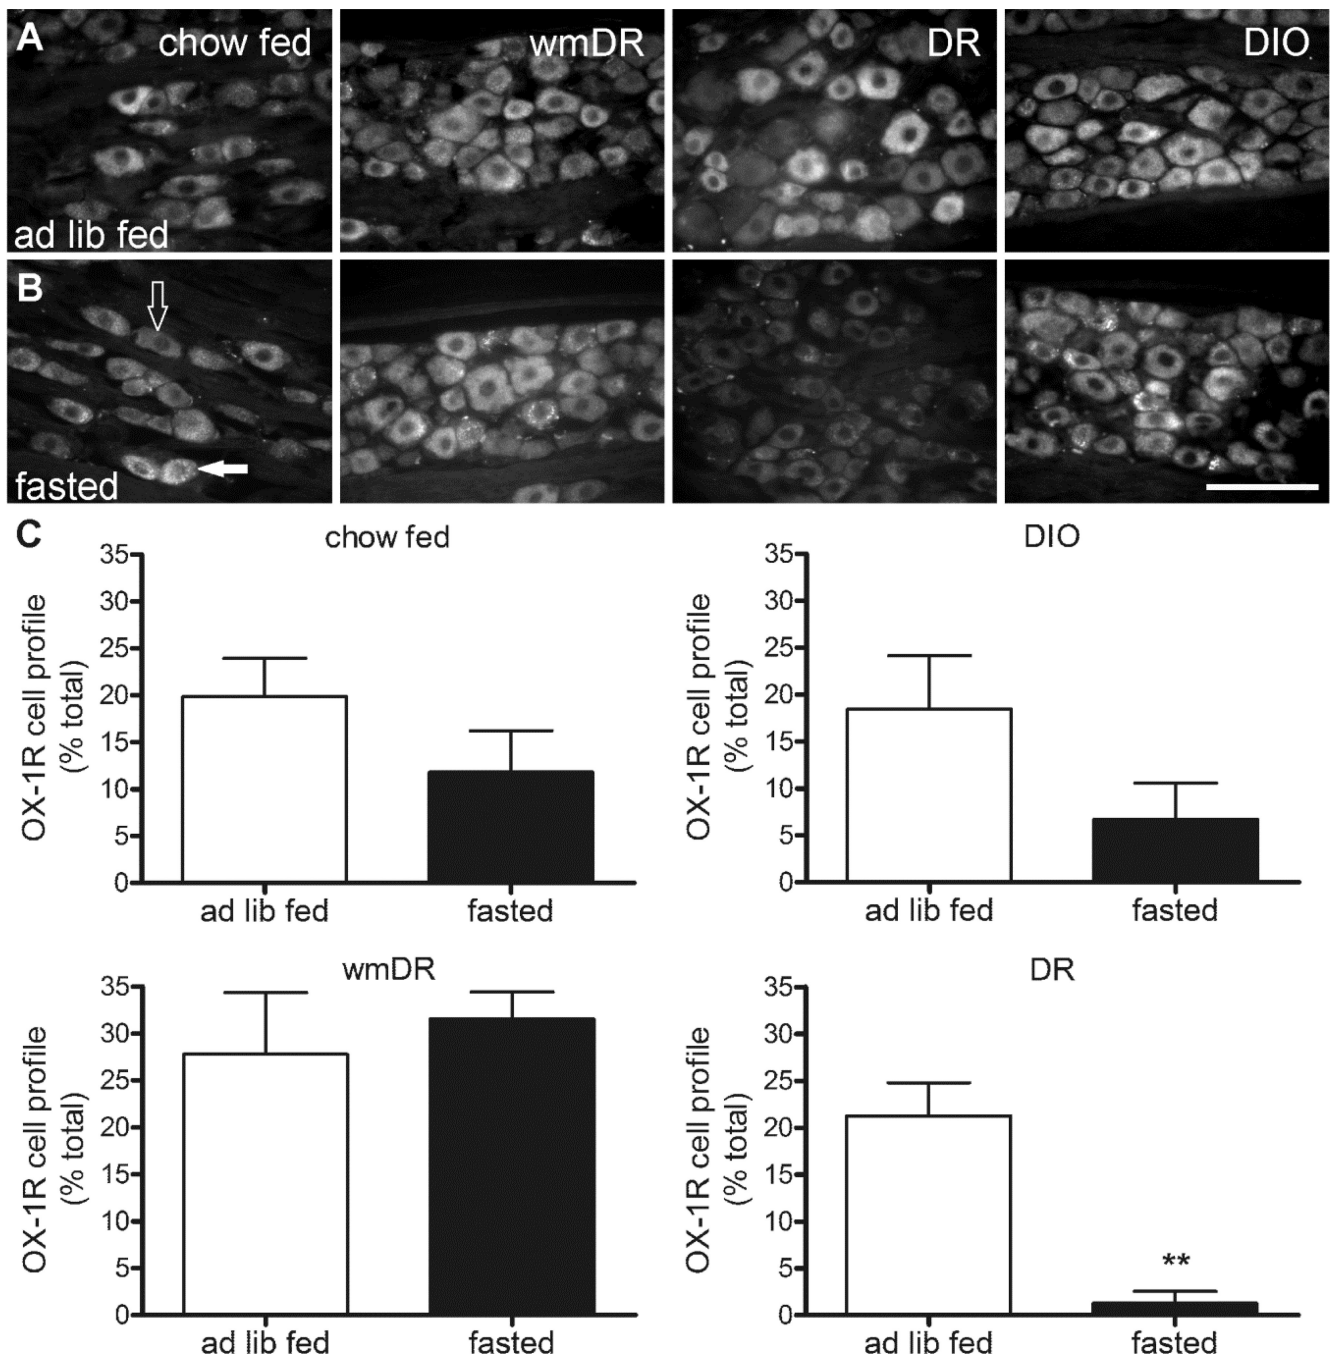 A
chow fed
wmDR
DR
DIO
ad lib fed
B
fasted
C
chow fed
OX-1R cell profile
(% total)
35
30
25
20
15
10
5
0
ad lib fed
fasted
DIO
OX-1R cell profile
(% total)
35
30
25
20
15
10
5
0
ad lib fed
fasted
wmDR
OX-1R cell profile
(% total)
35
30
25
20
15
10
5
0
ad lib fed
fasted
DR
OX-1R cell profile
(% total)
35
30
25
20
15
10
5
0
**
ad lib fed
fasted